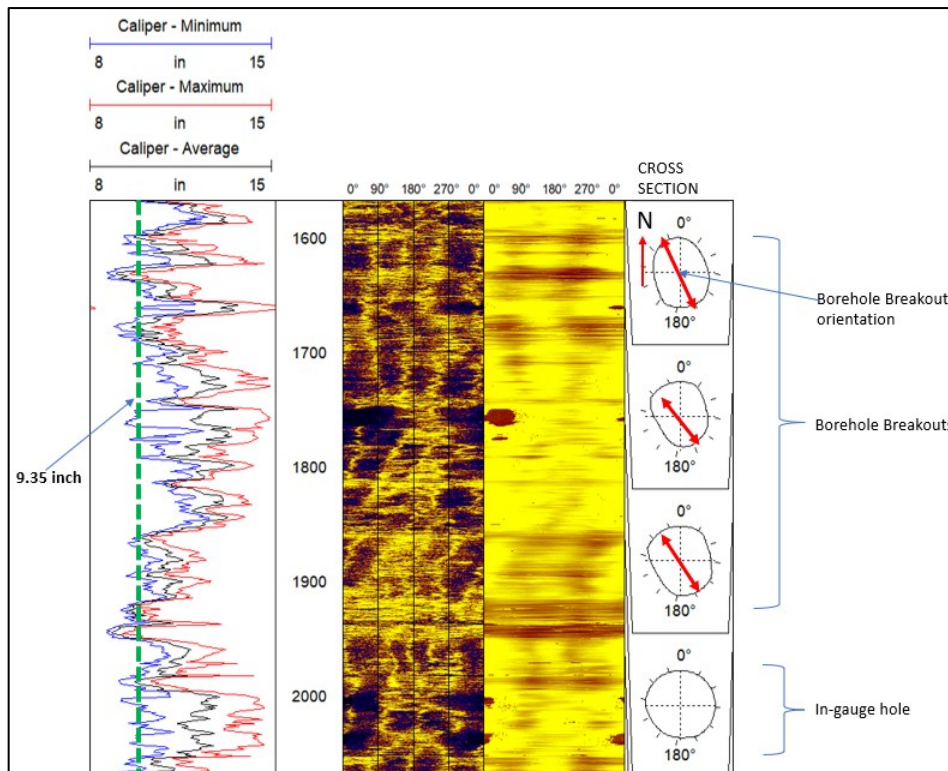 Caliper - Minimum
8 in 15
Caliper - Maximum
8 in 15
Caliper - Average
8 in 15
0° 90° 180° 270° 0° 0° 90° 180° 270° 0°
CROSS
SECTION
1600
1700
1800
1900
2000
9.35 inch
N
0°
180°
0°
180°
0°
180°
0°
180°
Borehole Breakout
orientation
Borehole Breakouts
In-gauge hole